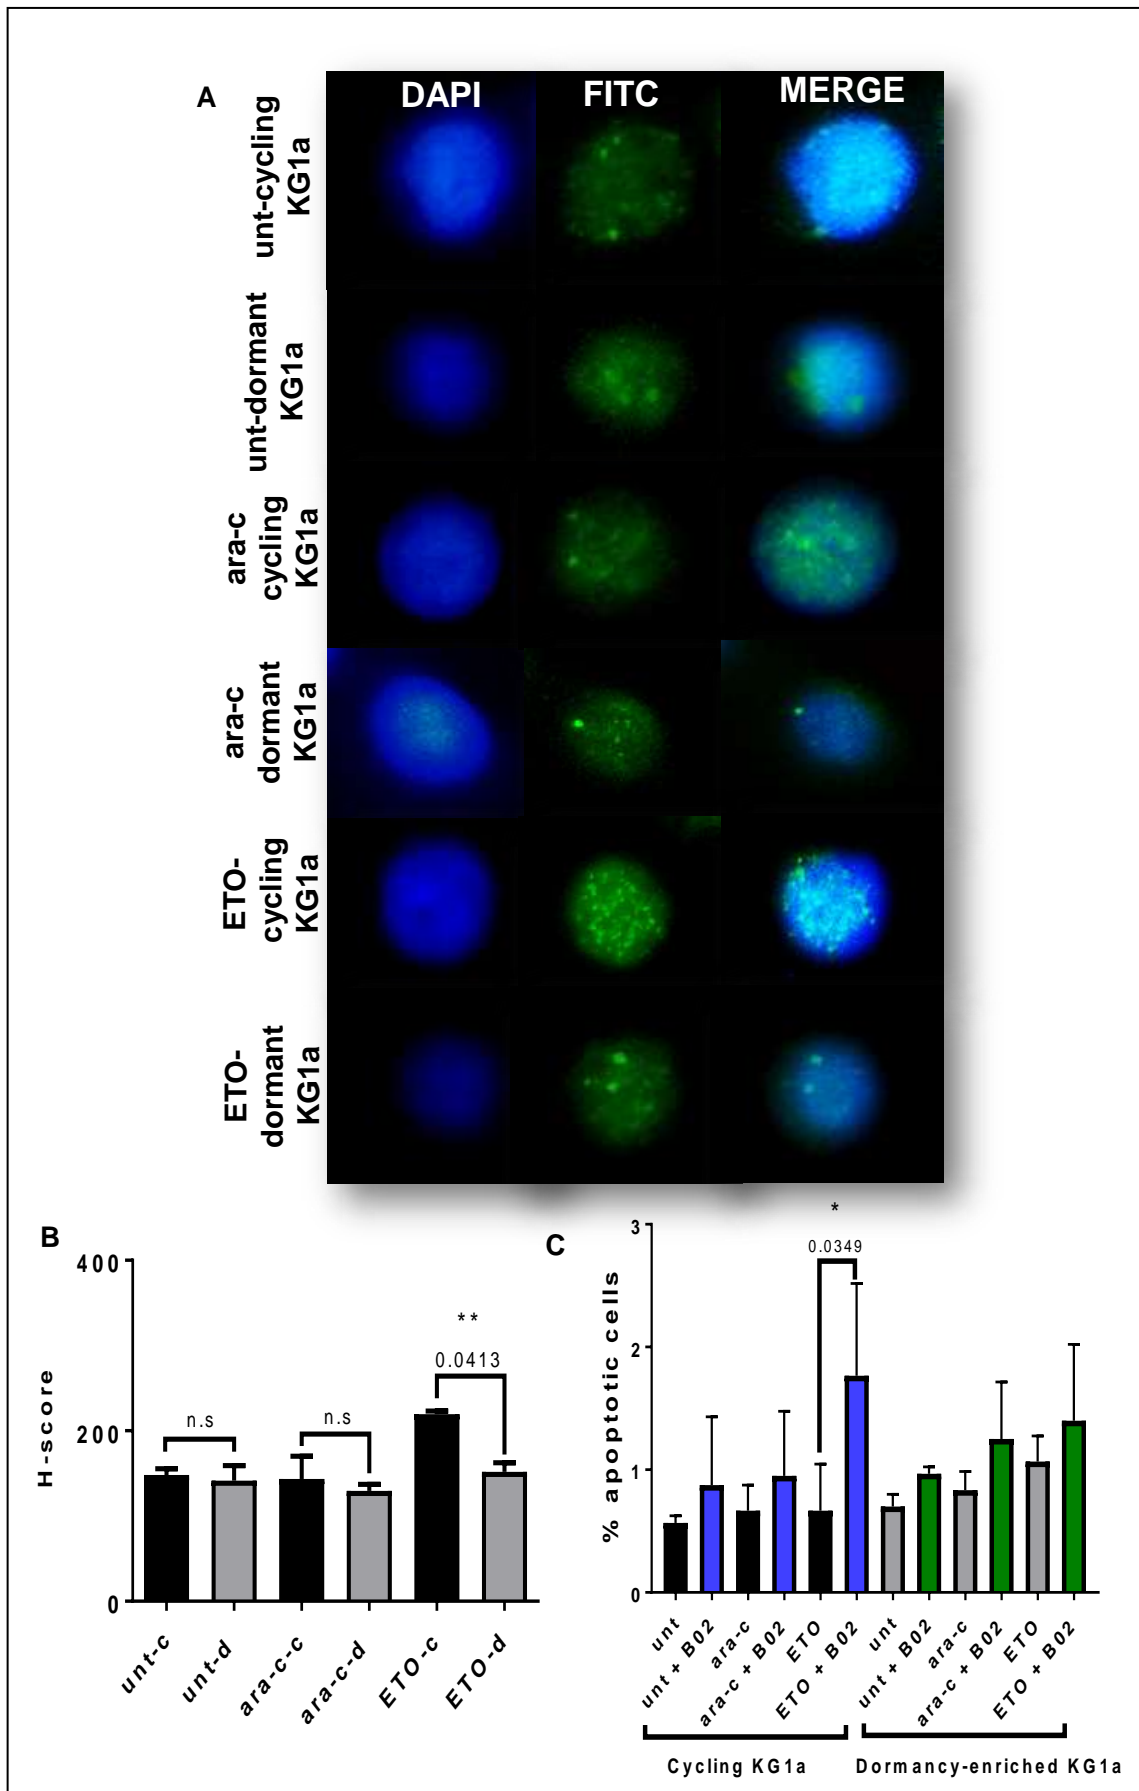 A
DAPI
FITC
MERGE
unt-cycling
KG1a
unt-dormant
KG1a
ara-c
cycling
KG1a
ara-c
dormant
KG1a
ETO-
cycling
KG1a
ETO-
dormant
KG1a
B
400
200
0
H-score
n.s
n.s
**
0.0413
unt-c
unt-d
ara-c-c
ara-c-d
ETO-c
ETO-d
C
3
2
1
0
% apoptotic cells
*
0.0349
unt
unt + B02
ara-c
ara-c + B02
ETO
ETO + B02
unt
unt + B02
ara-c
ara-c + B02
ETO
ETO + B02
Cycling KG1a
Dormancy-enriched KG1a